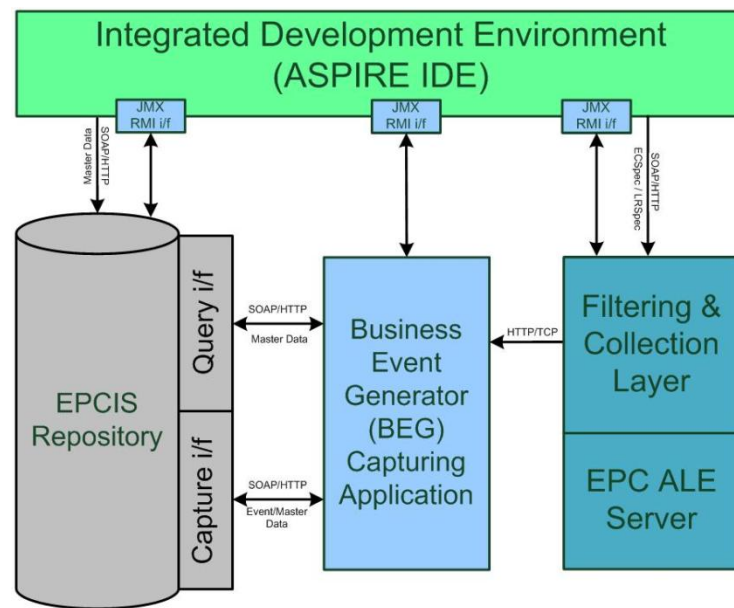 Integrated Development Environment
(ASPIRE IDE)
JMX
RMI i/f
JMX
RMI i/f
JMX
RMI i/f
Master Data
SOAP/HTTP
SOAP/HTTP
ECSpec / LRSpec
EPCIS
Repository
Query i/f
Capture i/f
SOAP/HTTP
Master Data
SOAP/HTTP
Event/Master
Data
Business
Event
Generator
(BEG)
Capturing
Application
HTTP/TCP
Filtering &
Collection
Layer
EPC ALE
Server